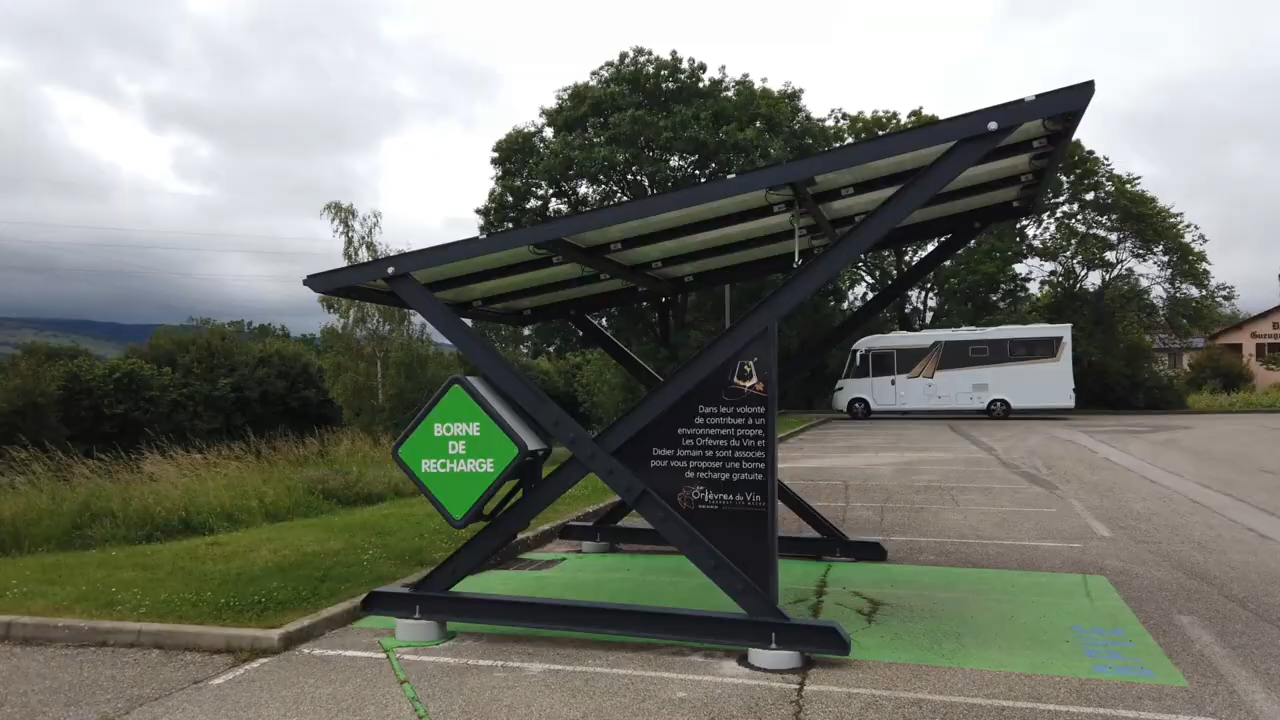 BORNE
DE
RECHARGE
Dans leur volonté
de contribuer à un
environnement propre,
Les Orfèvres du Vin et
Didier Jomain se sont associés
pour vous proposer une borne
de recharge gratuite.
Les
Orfèvres du Vin